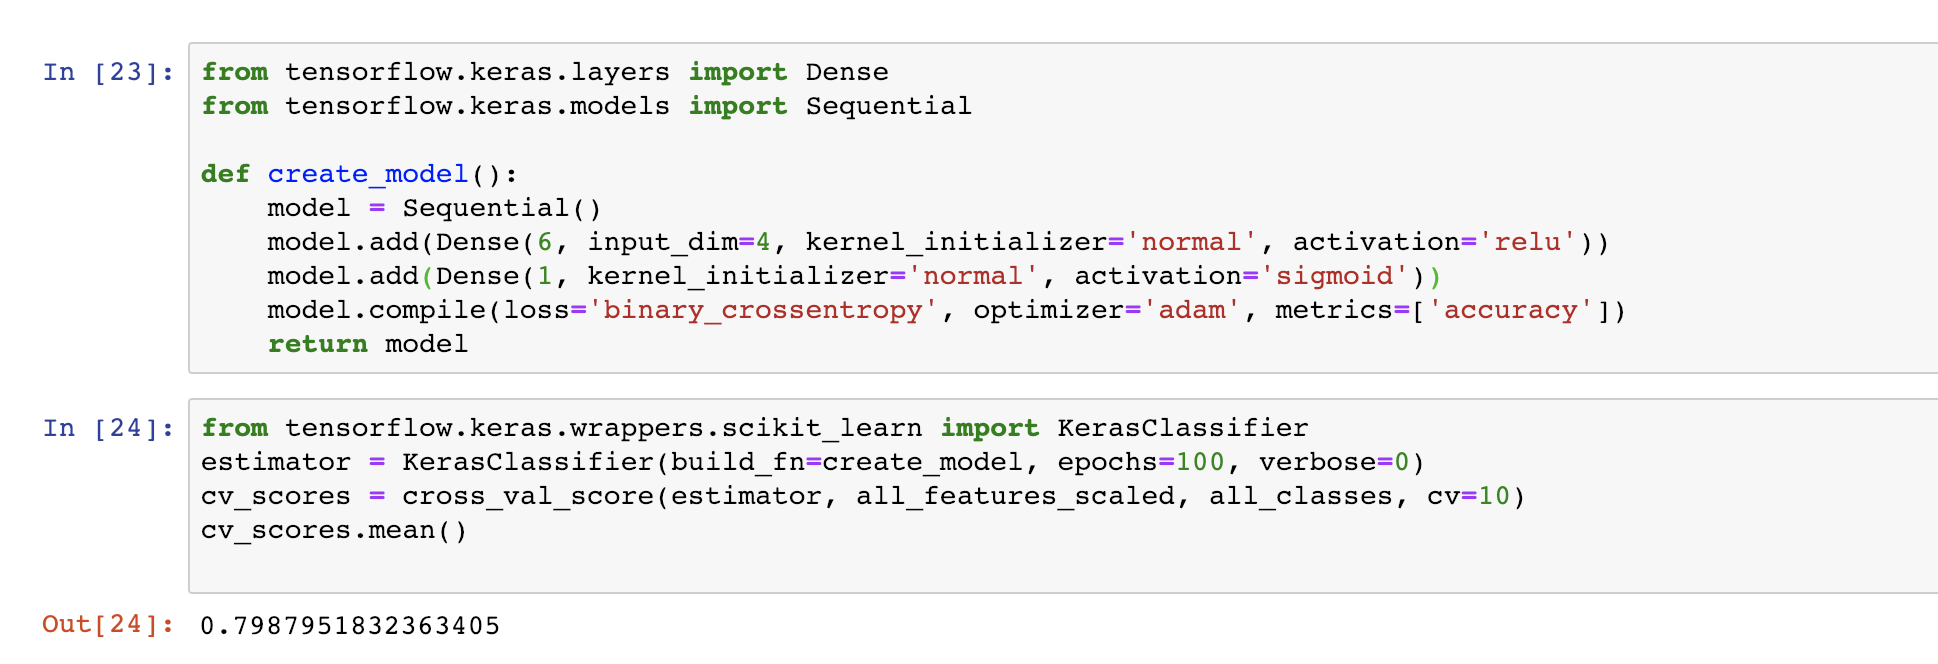 In [23]: from tensorflow.keras.layers import Dense
from tensorflow.keras.models import Sequential

def create_model():
    model = Sequential()
    model.add(Dense(6, input_dim=4, kernel_initializer='normal', activation='relu'))
    model.add(Dense(1, kernel_initializer='normal', activation='sigmoid'))
    model.compile(loss='binary_crossentropy', optimizer='adam', metrics=['accuracy'])
    return model
In [24]: from tensorflow.keras.wrappers.scikit_learn import KerasClassifier
estimator = KerasClassifier(build_fn=create_model, epochs=100, verbose=0)
cv_scores = cross_val_score(estimator, all_features_scaled, all_classes, cv=10)
cv_scores.mean()
Out[24]: 0.7987951832363405